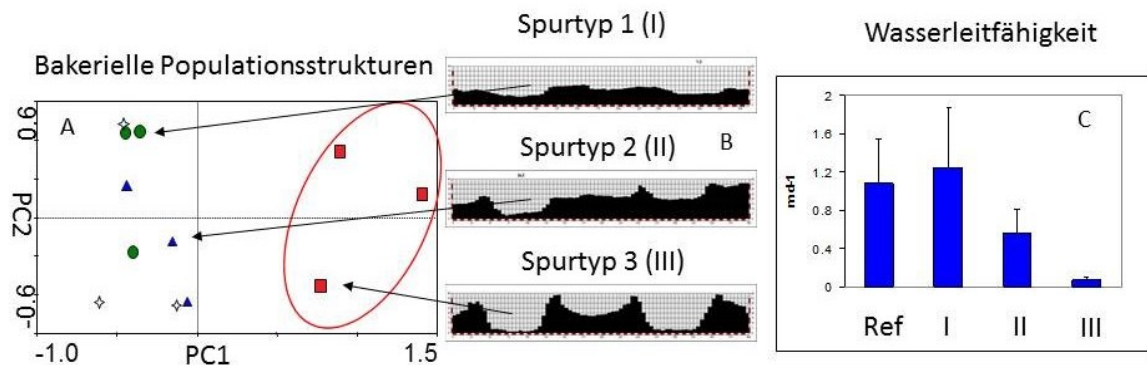 Bakerielle Populationsstrukturen
A
0.6
PC2
-0.6
-1.0
PC1
1.5
Spurtyp 1 (I)
Spurtyp 2 (II)
B
Spurtyp 3 (III)
Wasserleitfähigkeit
C
md-1
2
1.6
1.2
0.8
0.4
0
Ref
I
II
III